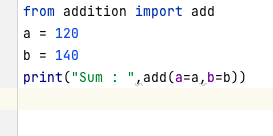 from addition import add
a = 120
b = 140
print("Sum : ",add(a=a,b=b))